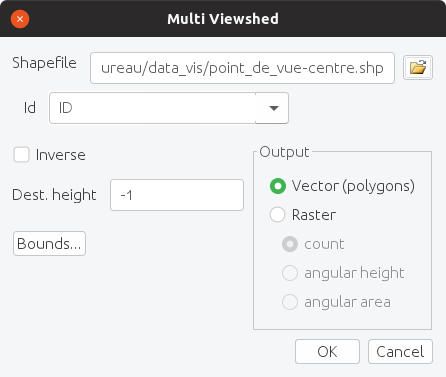 Multi Viewshed
Shapefile
ureau/data_vis/point_de_vue-centre.shp
Id
ID
Inverse
Dest. height
-1
Bounds...
Output
Vector (polygons)
Raster
count
angular height
angular area
OK
Cancel